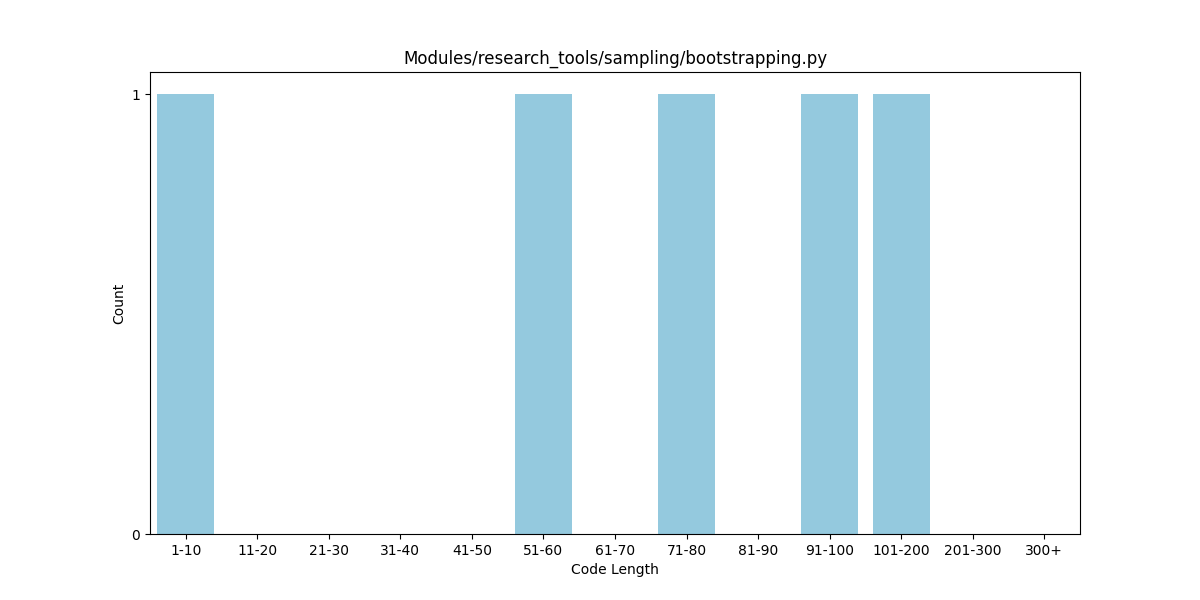 Modules/research_tools/sampling/bootstrapping.py
1
Count
0
1-10 11-20 21-30 31-40 41-50 51-60 61-70 71-80 81-90 91-100 101-200 201-300 300+
Code Length